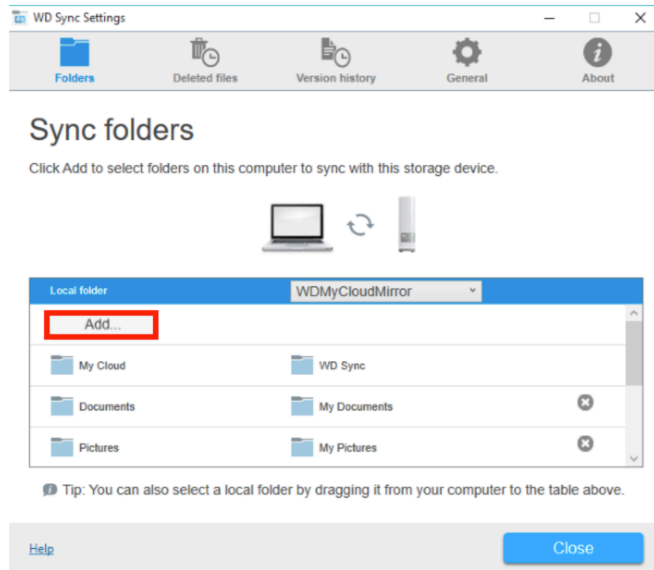 WD Sync Settings
Folders Deleted files Version history General About
Sync folders
Click Add to select folders on this computer to sync with this storage device.
Local folder WDMyCloudMirror
Add...
My Cloud WD Sync
Documents My Documents
Pictures My Pictures
Tip: You can also select a local folder by dragging it from your computer to the table above.
Help Close